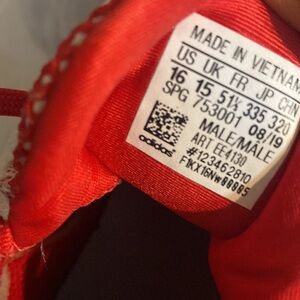 MADE IN VIETNAM
US UK FR JP CHN
16 15 51⅓ 335 320
SPG 753001 08/19
MALE/MALE
ART EE4130
#123462810
F1KX16NW00005
adidas